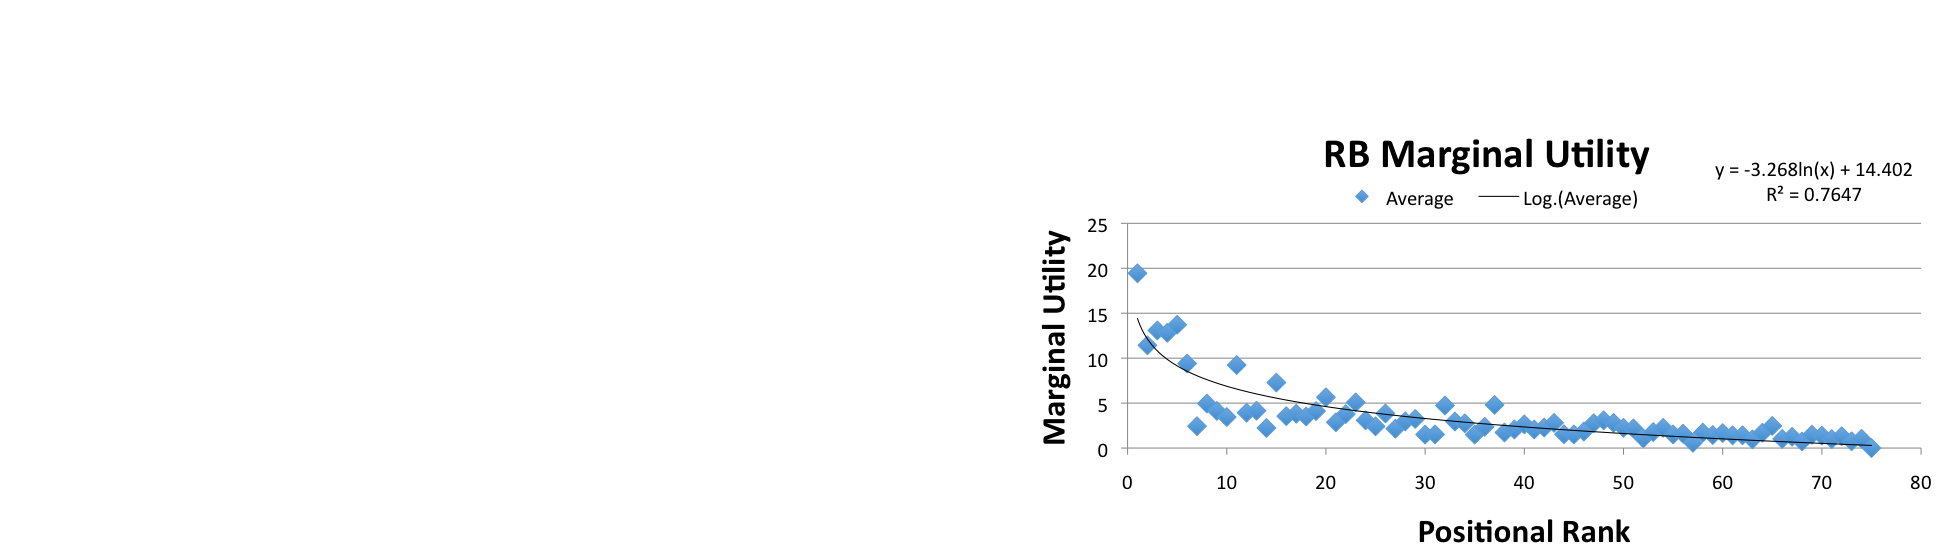 RB Marginal Utility
y = -3.268ln(x) + 14.402
R² = 0.7647
Average
Log.(Average)
Marginal Utility
25
20
15
10
5
0
0 10 20 30 40 50 60 70 80
Positional Rank